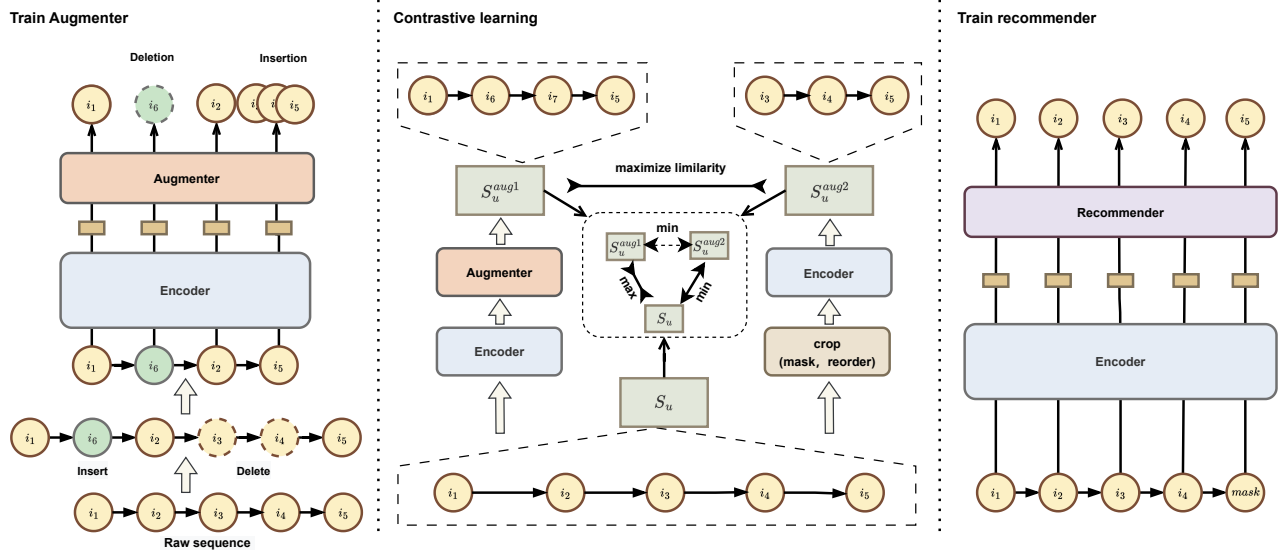 Train Augmenter
Deletion
Insertion
i1 i6 i2 i5
Augmenter
Encoder
i1 i6 i2 i5
i1 i6 i2 i3 i4 i5
Insert
Delete
i1 i2 i3 i4 i5
Raw sequence
Contrastive learning
i1 i6 i7 i5
i3 i4 i5
maximize limilarity
S_u^{aug1}
S_u^{aug2}
S_u^{aug1}
min
S_u^{aug2}
max
min
S_u
Augmenter
Encoder
Encoder
crop
(mask, reorder)
S_u
i1 i2 i3 i4 i5
Train recommender
i1 i2 i3 i4 i5
Recommender
Encoder
i1 i2 i3 i4 mask